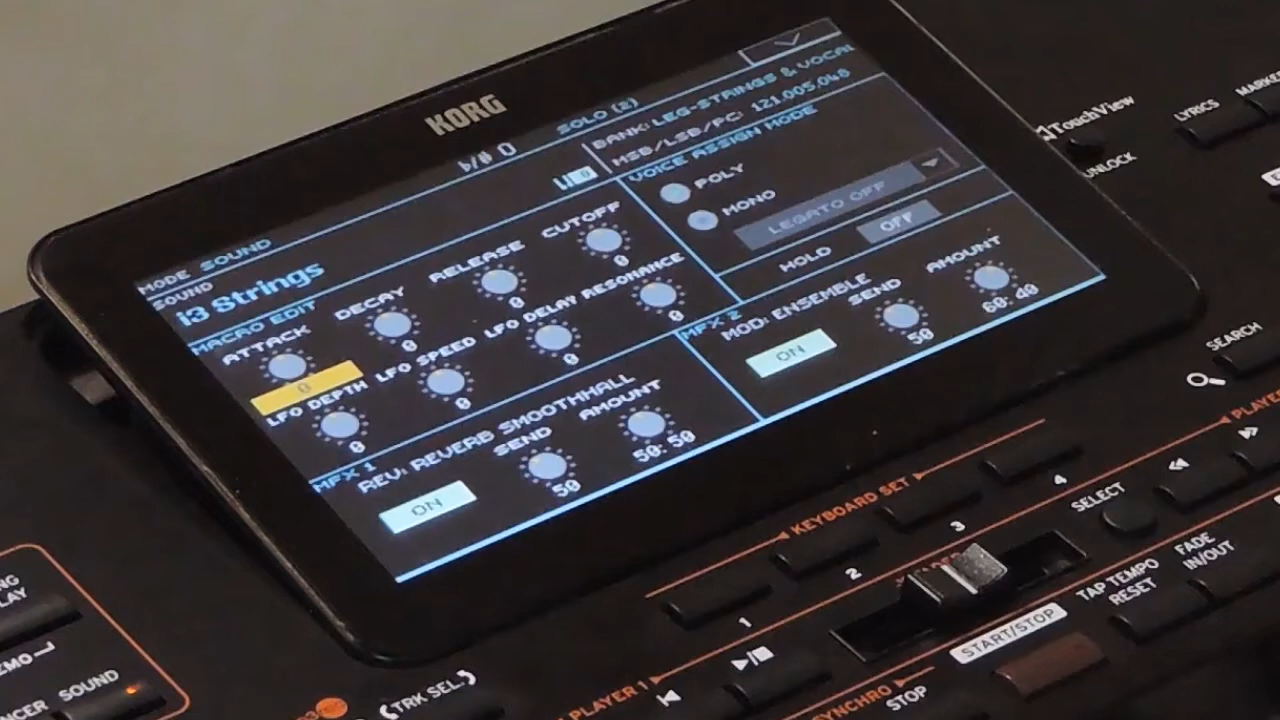 KORG
♭/# 0
SOLO (2)
MODE SOUND
SOUND
i3 Strings
BANK: LEG-STRINGS & VOCAL
MSB/LSB/PC: 121.005.048
MACRO EDIT
ATTACK
DECAY
RELEASE
CUTOFF
0
0
0
0
LFO DEPTH
LFO SPEED
LFO DELAY
RESONANCE
0
0
0
0
VOICE ASSIGN MODE
POLY
MONO
LEGATO OFF
HOLD
OFF
MFX 1
REV: REVERB SMOOTHHALL
ON
SEND
50
AMOUNT
50:50
MFX 2
MOD: ENSEMBLE
ON
SEND
50
AMOUNT
60:40
TouchView
UNLOCK
LYRICS
MARKE
SEARCH
PLAYER
KEYBOARD SET
1
2
3
4
SELECT
FADE
IN/OUT
TAP TEMPO
RESET
START/STOP
SYNCHRO
STOP
PLAYER 1
TRK SEL.
SOUND